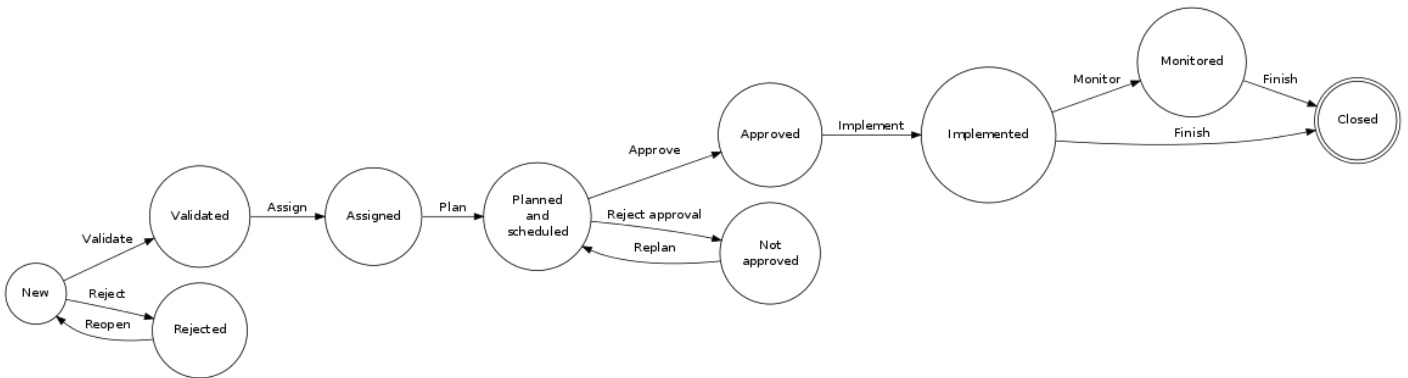 Monitored
Monitor
Finish
Closed
Approved
Implement
Implemented
Finish
Approve
Validated
Assign
Assigned
Plan
Planned
and
scheduled
Reject approval
Replan
Not
approved
Validate
New
Reject
Reopen
Rejected